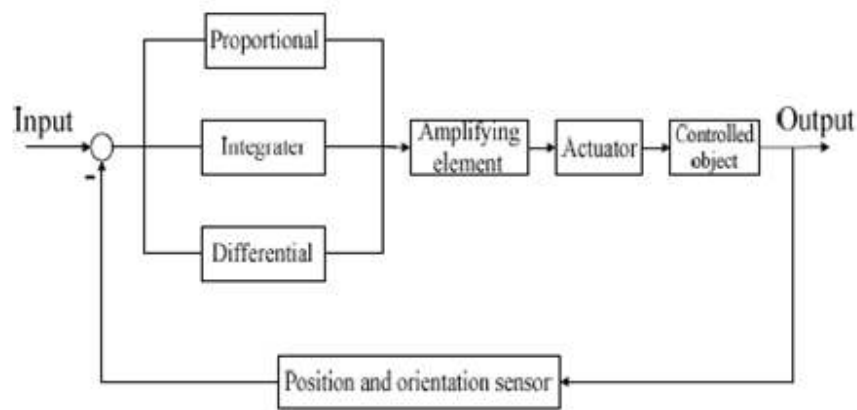 Proportional
Input
Integrater
Amplifying
element
Actuator
Controlled
object
Output
-
Differential
Position and orientation sensor